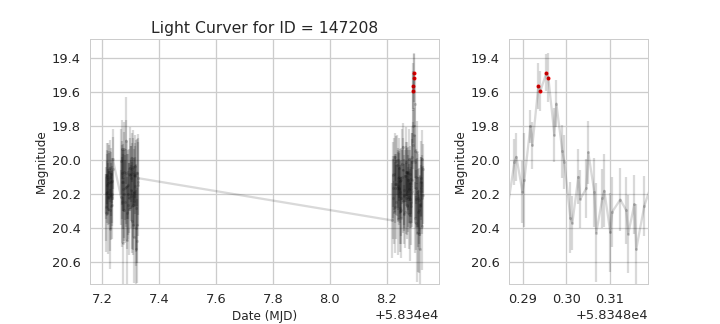 Light Curver for ID = 147208
Magnitude
19.4
19.6
19.8
20.0
20.2
20.4
20.6
7.2 7.4 7.6 7.8 8.0 8.2
Date (MJD)
+5.834e4
Magnitude
19.4
19.6
19.8
20.0
20.2
20.4
20.6
0.29 0.30 0.31
+5.8348e4